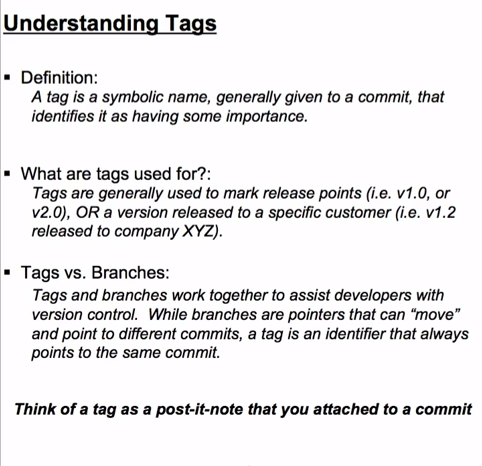 Understanding Tags
▪ Definition:
A tag is a symbolic name, generally given to a commit, that
identifies it as having some importance.
▪ What are tags used for?:
Tags are generally used to mark release points (i.e. v1.0, or
v2.0), OR a version released to a specific customer (i.e. v1.2
released to company XYZ).
▪ Tags vs. Branches:
Tags and branches work together to assist developers with
version control.  While branches are pointers that can “move”
and point to different commits, a tag is an identifier that always
points to the same commit.
Think of a tag as a post-it-note that you attached to a commit